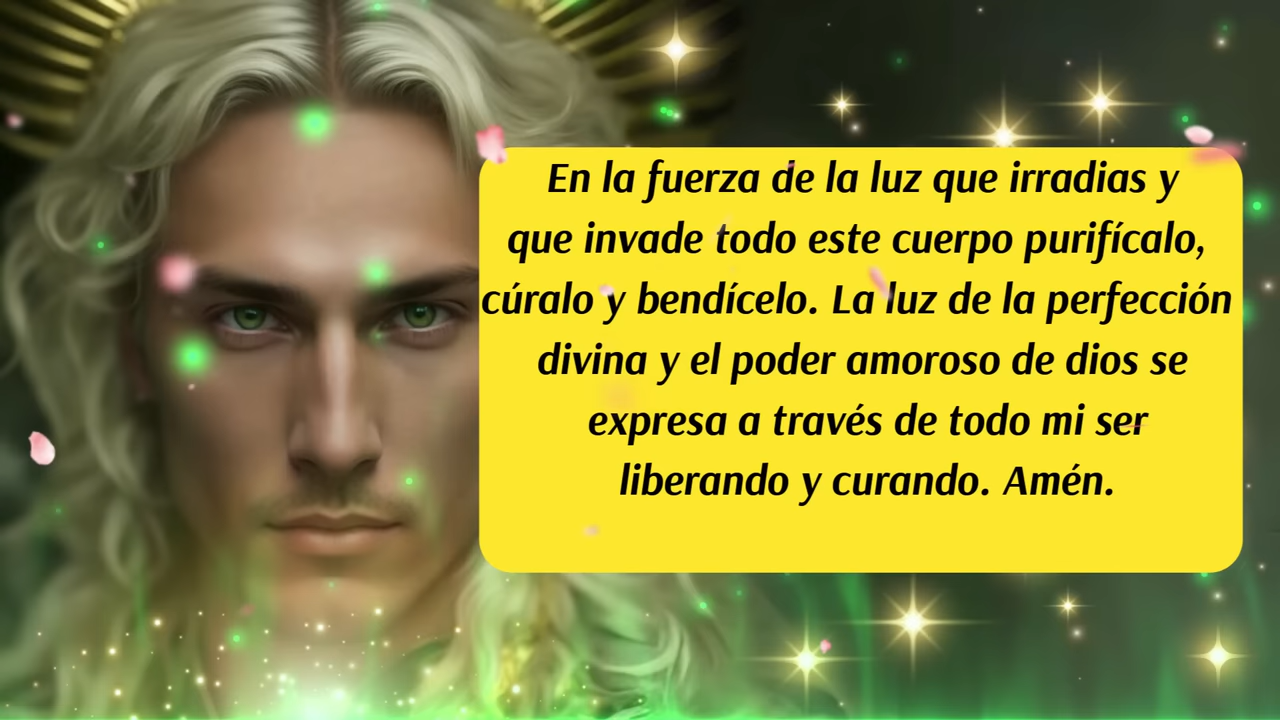 En la fuerza de la luz que irradias y
que invade todo este cuerpo purifícalo,
cúralo y bendícelo. La luz de la perfección
divina y el poder amoroso de dios se
expresa a través de todo mi ser
liberando y curando. Amén.